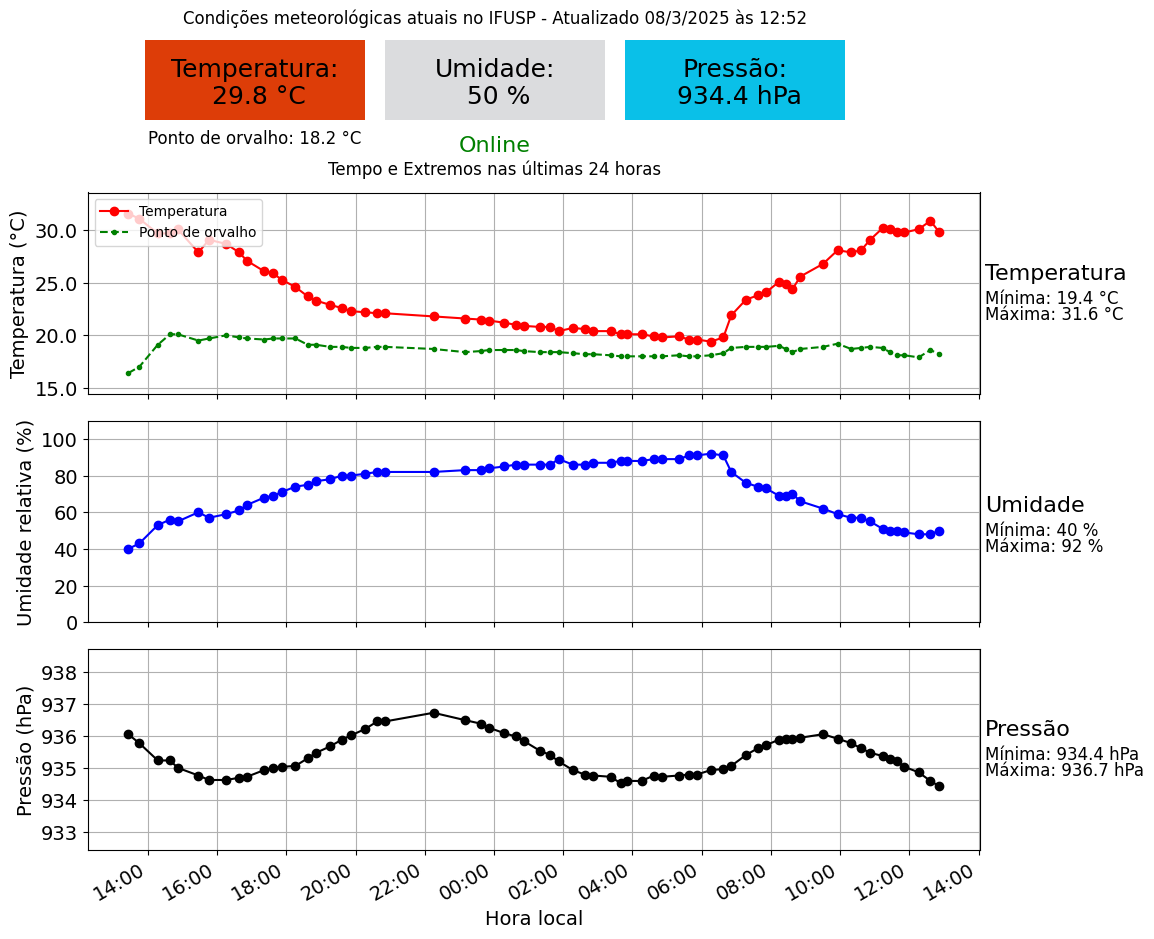 Condições meteorológicas atuais no IFUSP - Atualizado 08/3/2025 às 12:52
Temperatura:
29.8 °C
Umidade:
50 %
Pressão:
934.4 hPa
Ponto de orvalho: 18.2 °C
Online
Tempo e Extremos nas últimas 24 horas
Temperatura (°C)
30.0
25.0
20.0
15.0
Temperatura
Ponto de orvalho
Temperatura
Mínima: 19.4 °C
Máxima: 31.6 °C
Umidade relativa (%)
100
80
60
40
20
0
Umidade
Mínima: 40 %
Máxima: 92 %
Pressão (hPa)
938
937
936
935
934
933
Pressão
Mínima: 934.4 hPa
Máxima: 936.7 hPa
14:00 16:00 18:00 20:00 22:00 00:00 02:00 04:00 06:00 08:00 10:00 12:00 14:00
Hora local